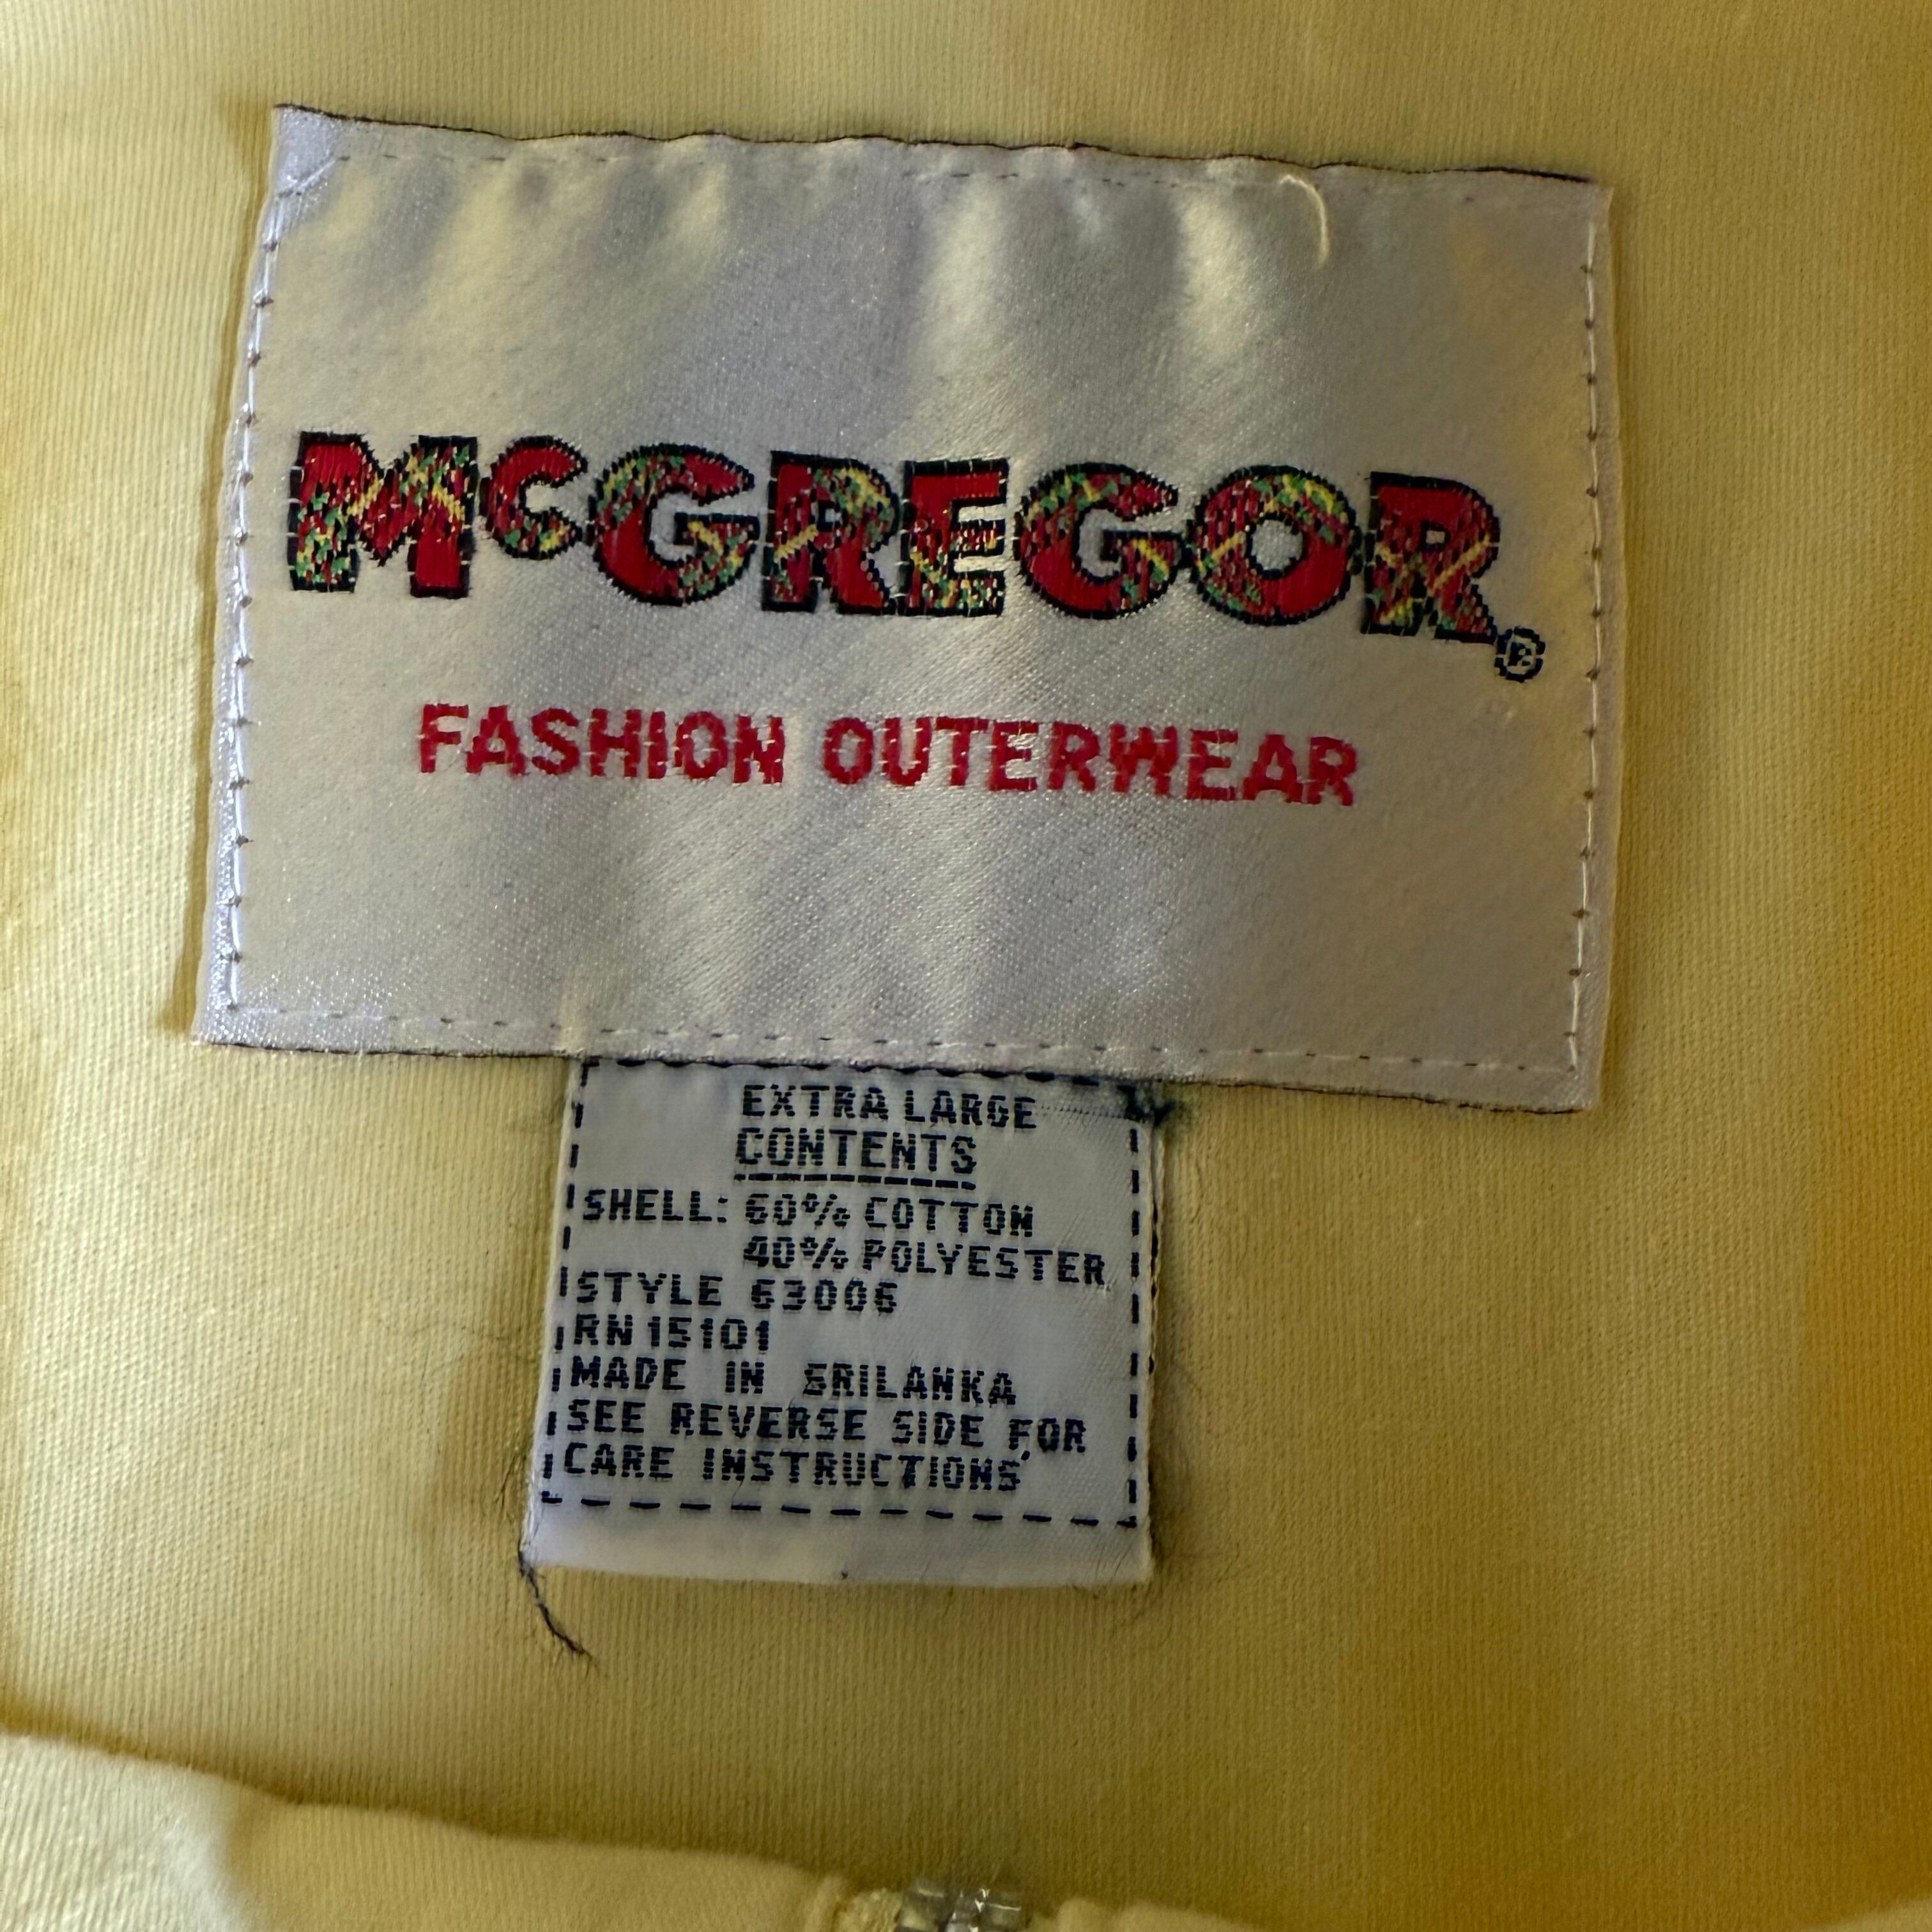 McGREGOR®
FASHION OUTERWEAR
EXTRA LARGE
CONTENTS
SHELL: 60% COTTON
40% POLYESTER
STYLE 63006
RN 15101
MADE IN SRILANKA
SEE REVERSE SIDE FOR
CARE INSTRUCTIONS